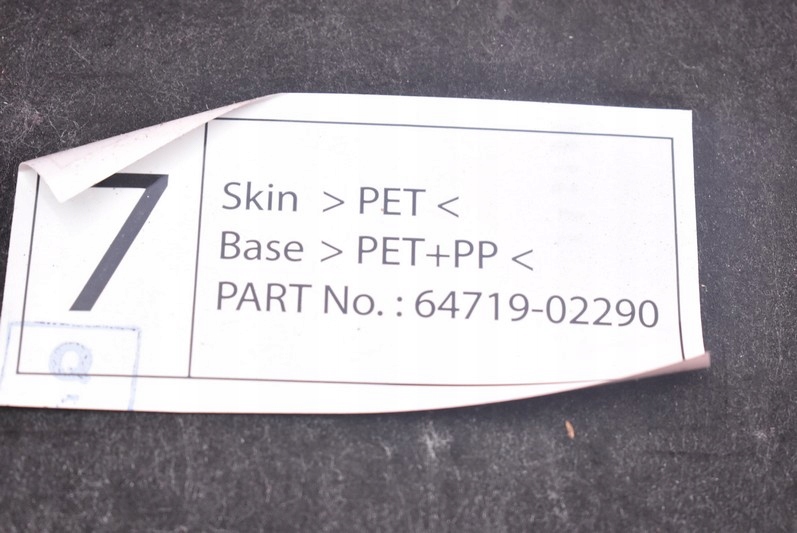 7
Skin > PET <
Base > PET+PP <
PART No. : 64719-02290